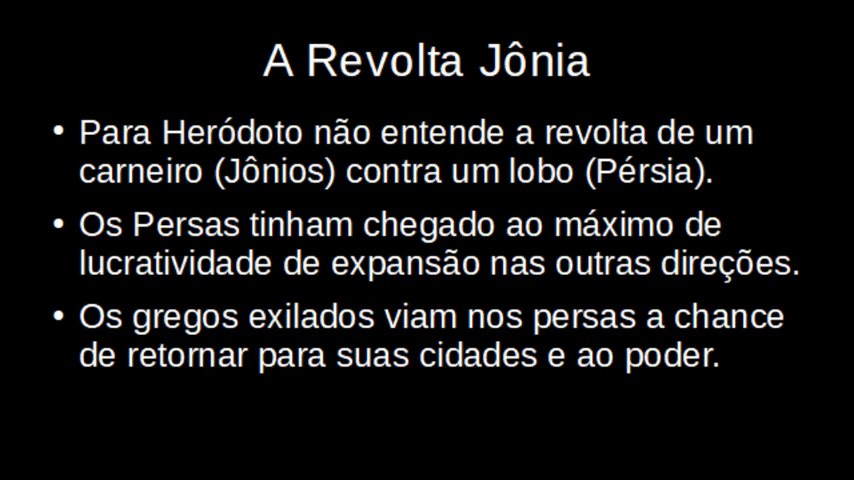 A Revolta Jônia
• Para Heródoto não entende a revolta de um
carneiro (Jônios) contra um lobo (Pérsia).
• Os Persas tinham chegado ao máximo de
lucratividade de expansão nas outras direções.
• Os gregos exilados viam nos persas a chance
de retornar para suas cidades e ao poder.